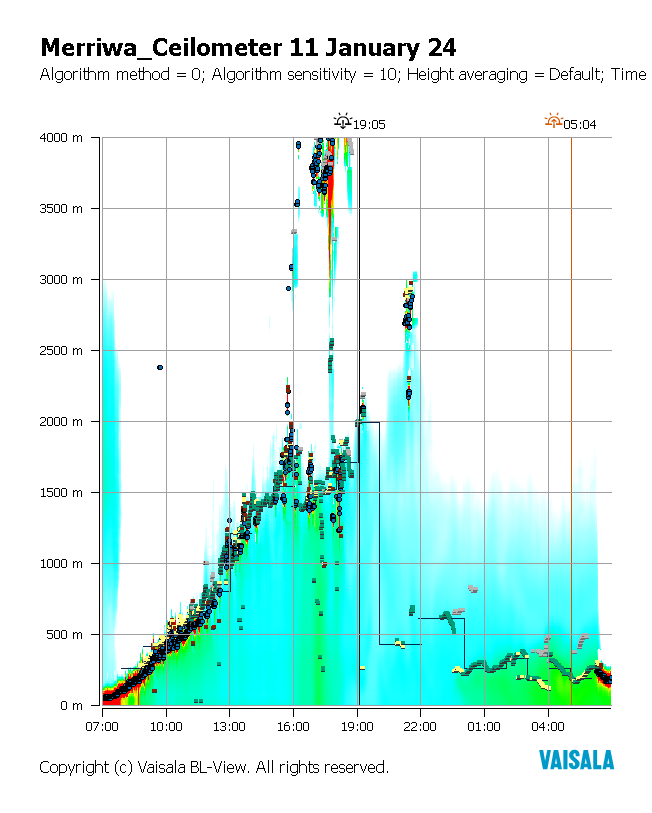 Merriwa_Ceilometer 11 January 24
Algorithm method = 0; Algorithm sensitivity = 10; Height averaging = Default; Time
19:05 05:04
4000 m
3500 m
3000 m
2500 m
2000 m
1500 m
1000 m
500 m
0 m
07:00 10:00 13:00 16:00 19:00 22:00 01:00 04:00
VAISALA
Copyright (c) Vaisala BL-View. All rights reserved.